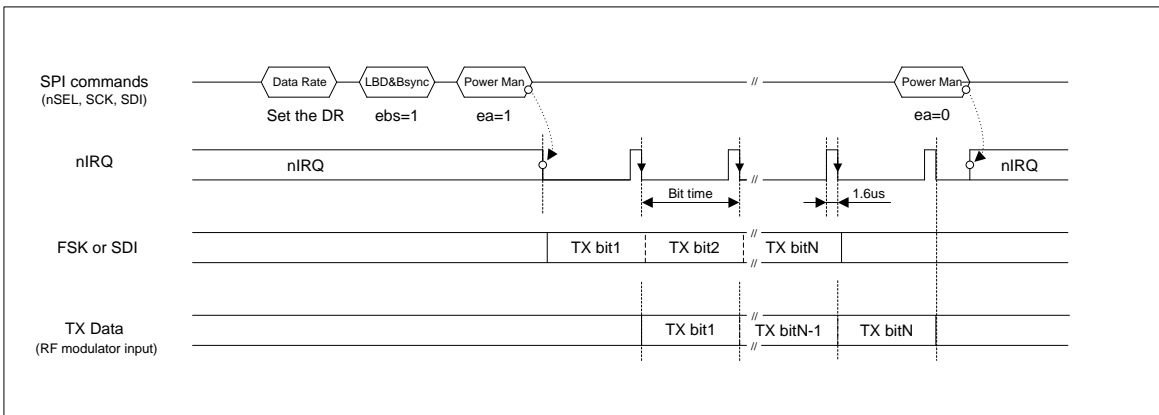 SPI commands
(nSEL, SCK, SDI)
Data Rate
LBD&Bsync
Power Man
//
Power Man
Set the DR
ebs=1
ea=1
ea=0
nIRQ
nIRQ
//
nIRQ
Bit time
1.6us
FSK or SDI
TX bit1
TX bit2
//
TX bitN
//
TX Data
(RF modulator input)
TX bit1
//
TX bitN-1
//
TX bitN